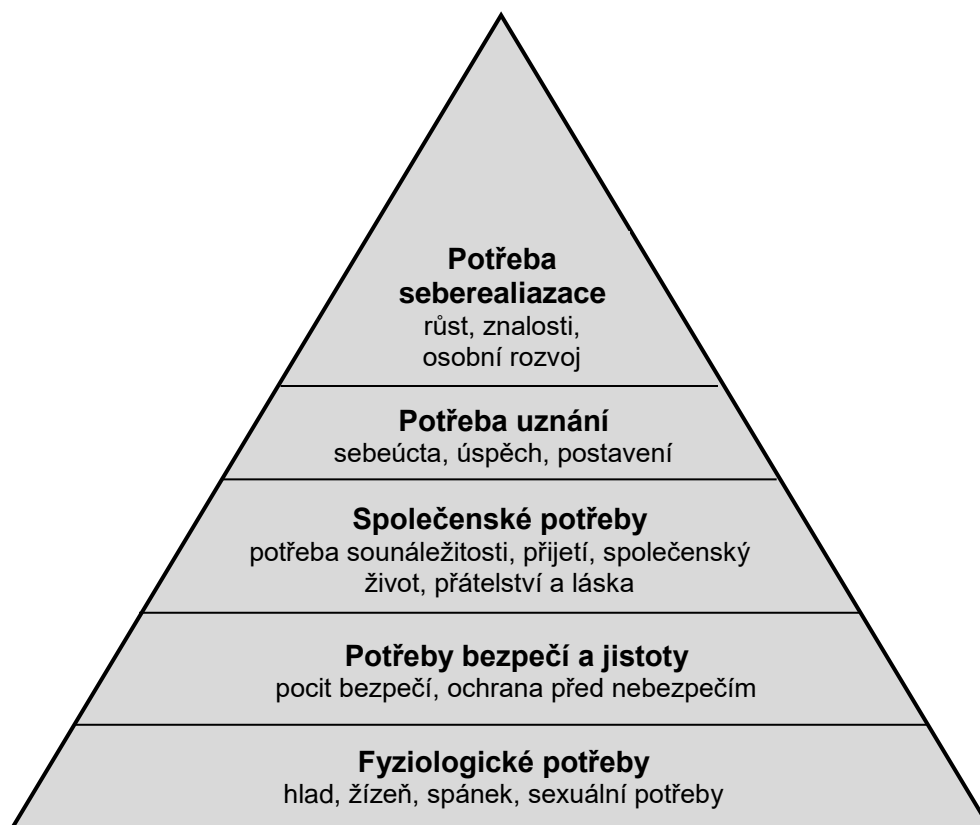 Potřeba
seberealiazace
růst, znalosti,
osobní rozvoj
Potřeba uznání
sebeúcta, úspěch, postavení
Společenské potřeby
potřeba sounáležitosti, přijetí, společenský
život, přátelství a láska
Potřeby bezpečí a jistoty
pocit bezpečí, ochrana před nebezpečím
Fyziologické potřeby
hlad, žízeň, spánek, sexuální potřeby